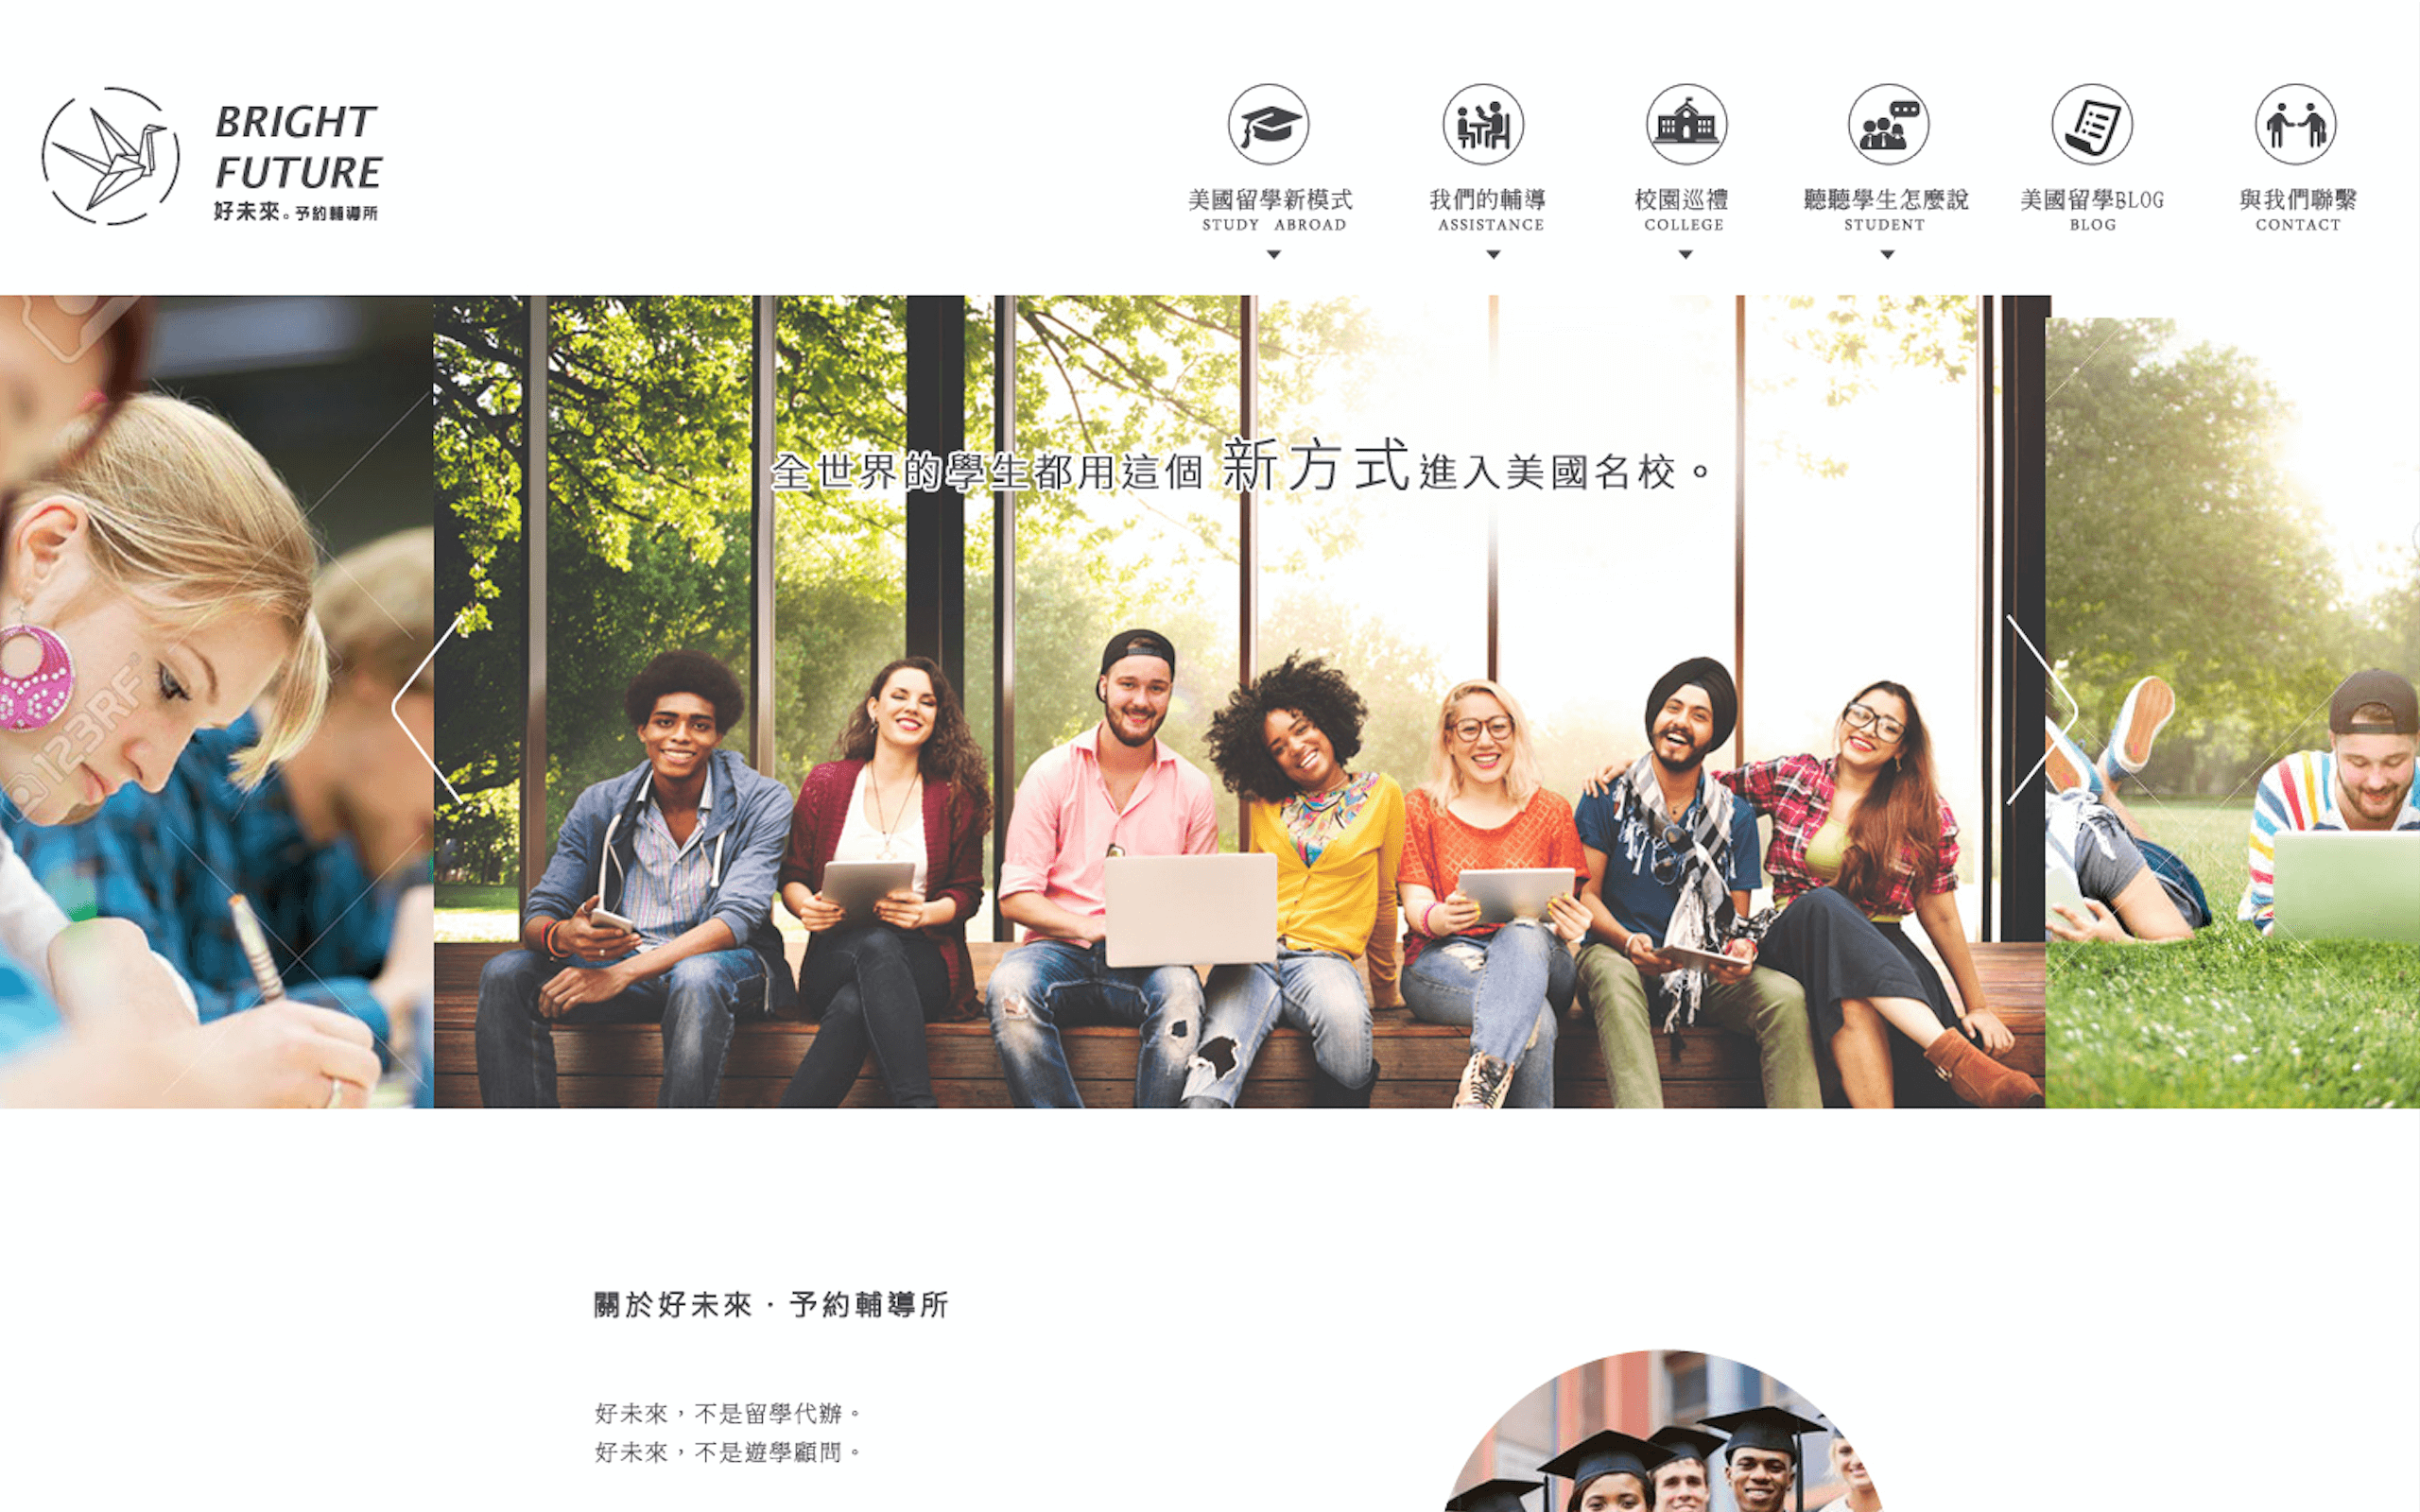 BRIGHT
FUTURE
好未來。予約輔導所
美國留學新模式
STUDY ABROAD
我們的輔導
ASSISTANCE
校園巡禮
COLLEGE
聽聽學生怎麼說
STUDENT
美國留學BLOG
BLOG
與我們聯繫
CONTACT
全世界的學生都用這個 新方式進入美國名校。
123RF
關於好未來．予約輔導所
好未來，不是留學代辦。
好未來，不是遊學顧問。